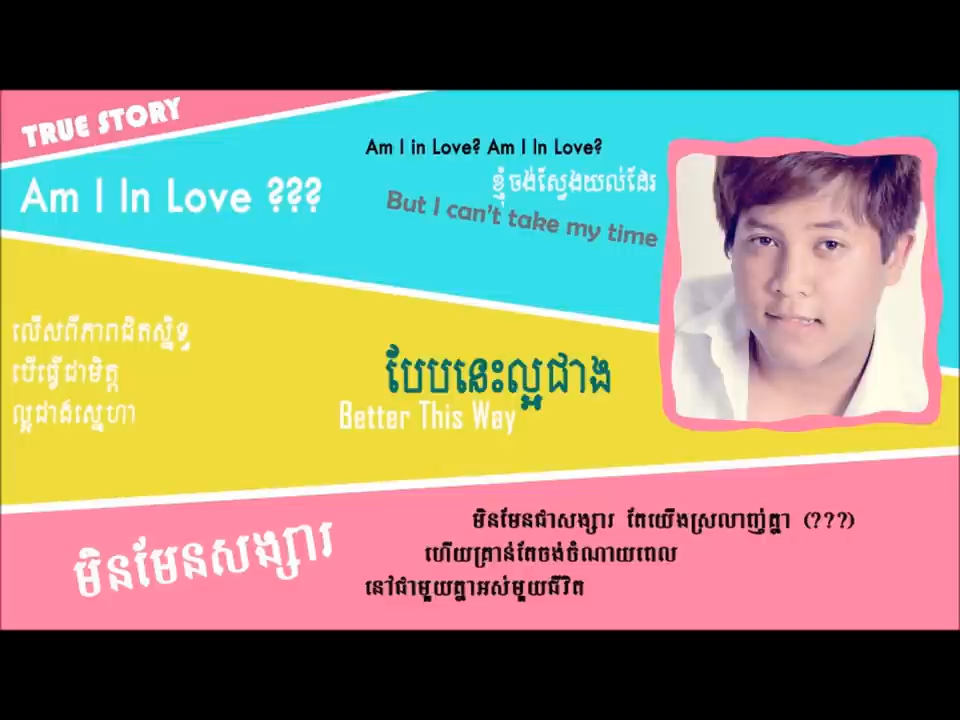 TRUE STORY
Am I In Love ???
Am I in Love? Am I In Love?
ខ្ញុំចង់ស្វែងយល់ដែរ
But I can't take my time
លើសពីភាពជិតស្និទ្ធ
បើធ្វើជាមិត្ត
ល្អជាងស្នេហា
បែបនេះល្អជាង
Better This Way
មិនមែនសង្សារ
មិនមែនជាសង្សារ តែយើងស្រលាញ់គ្នា (???)
ហើយគ្រាន់តែចង់ចំណាយពេល
នៅជាមួយគ្នាអស់មួយជីវិត